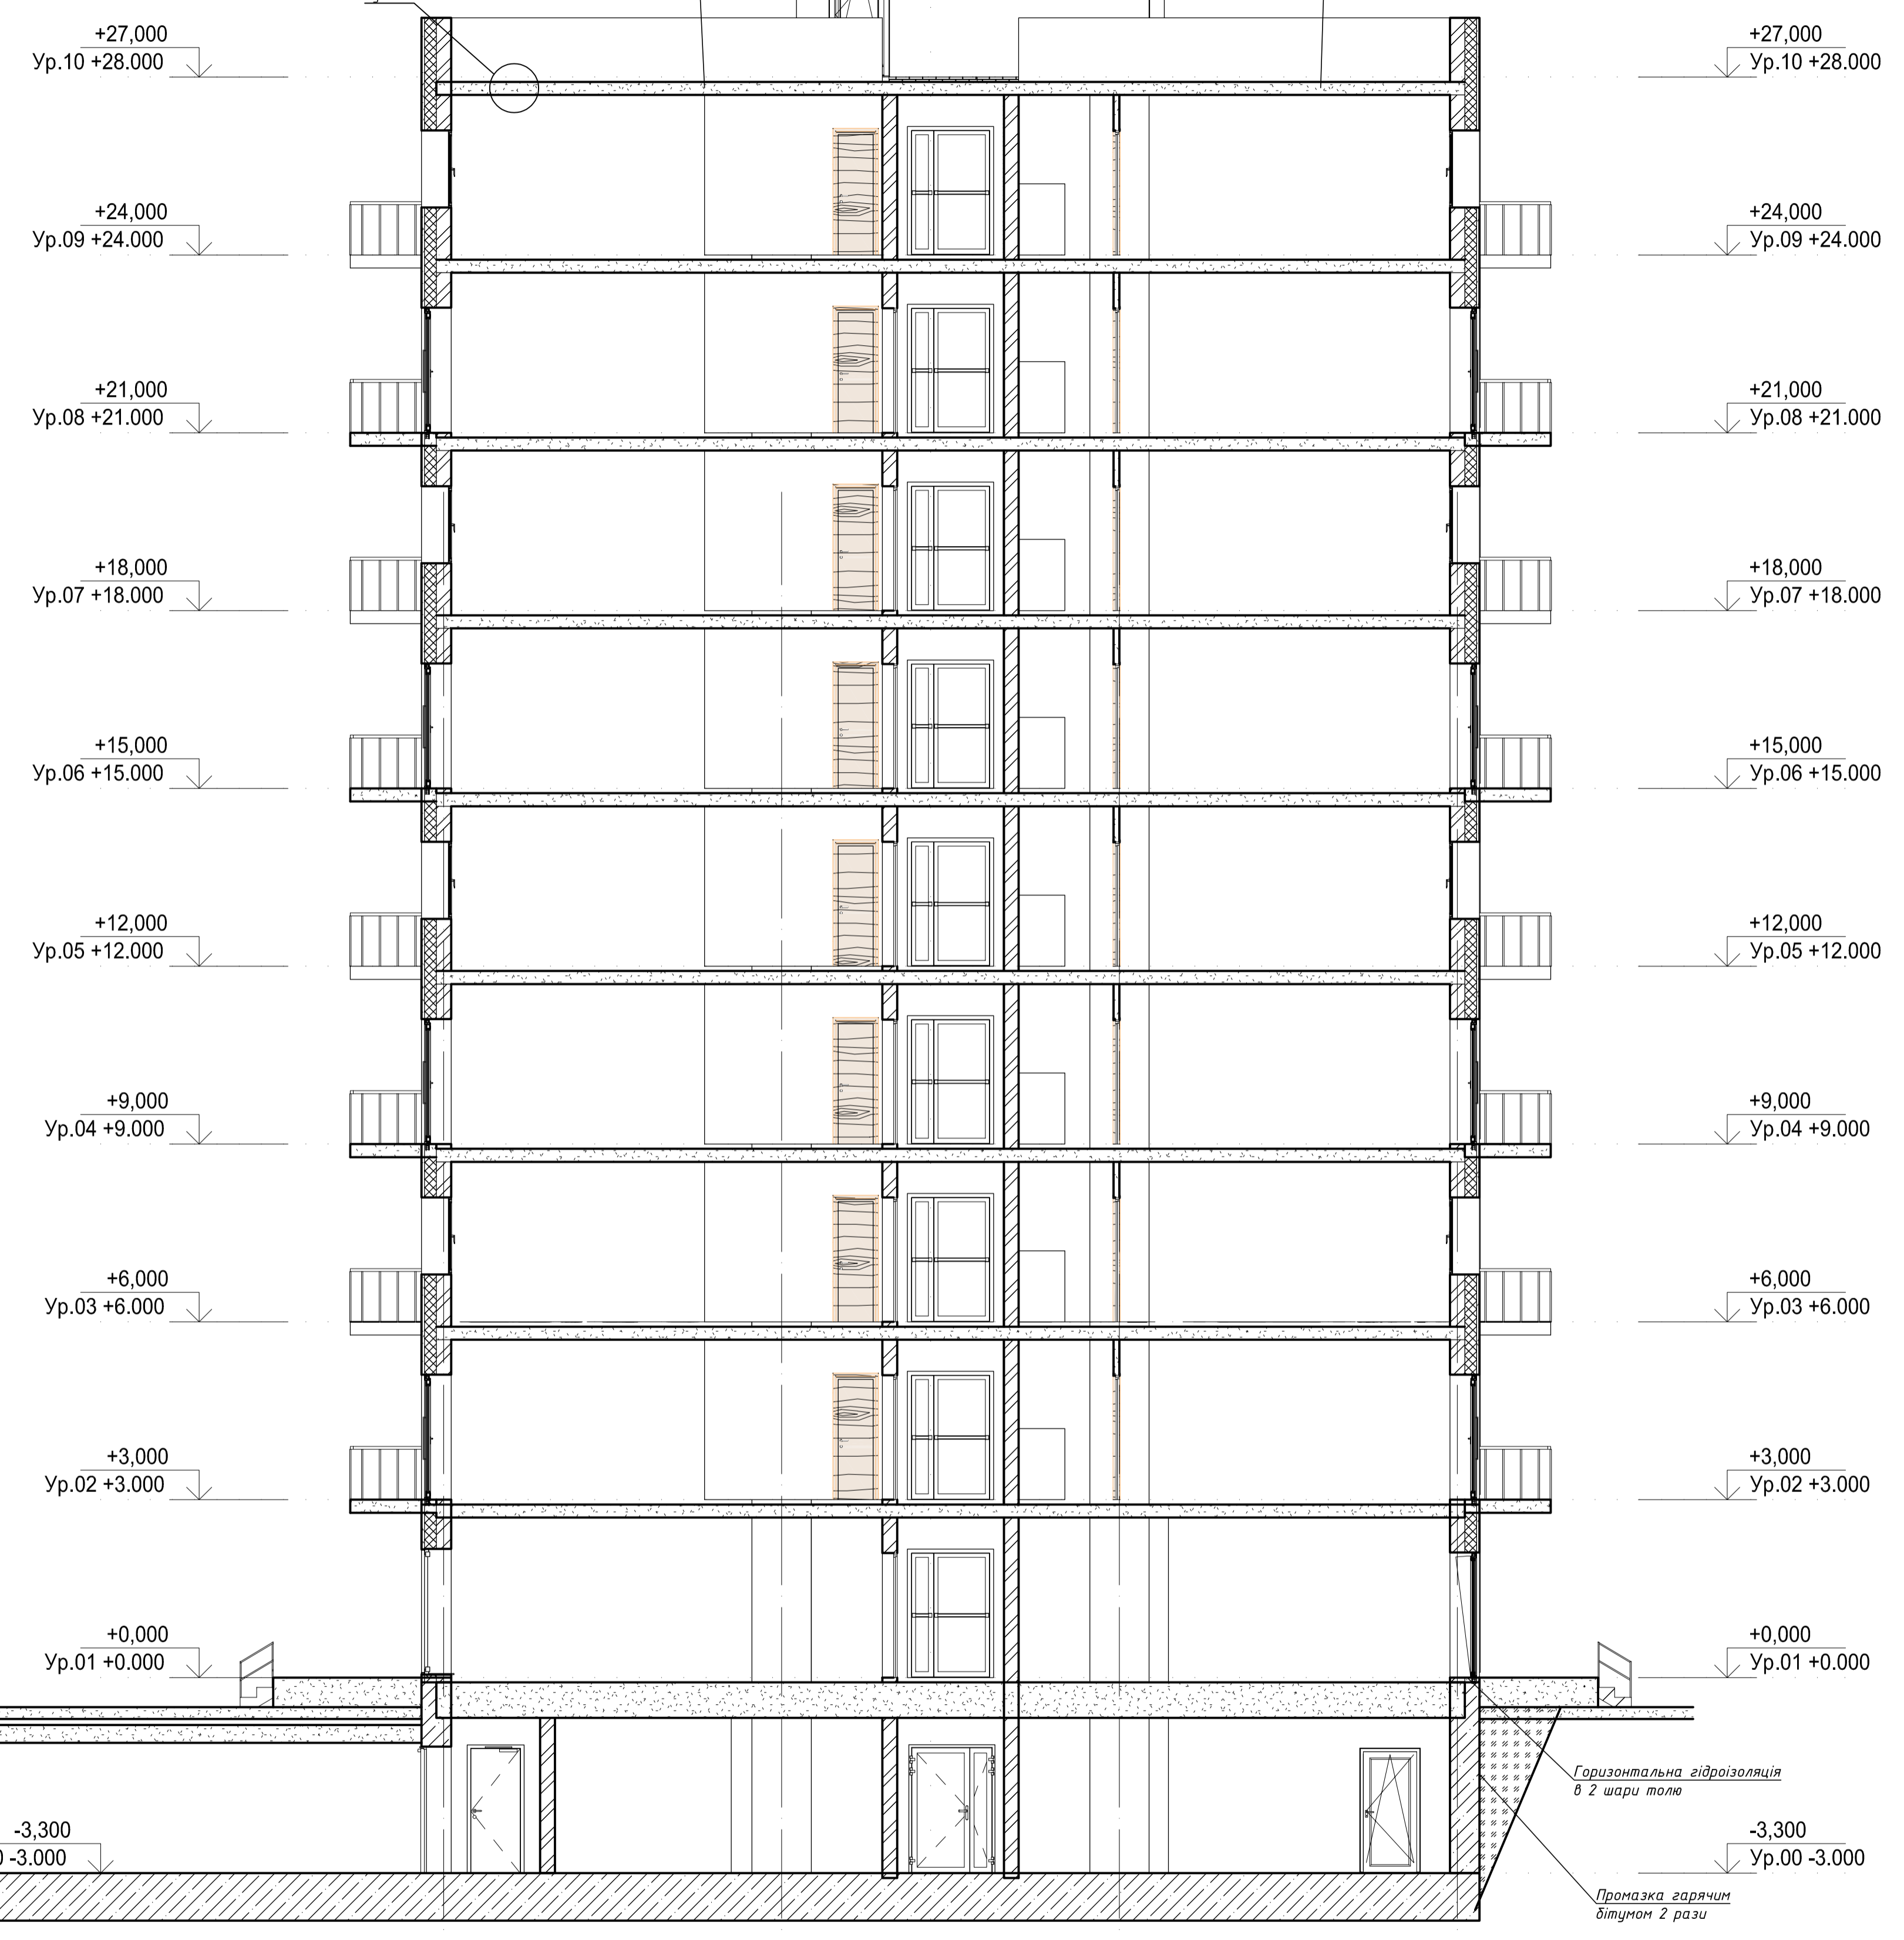 +27,000
Ур.10 +28.000
+27,000
Ур.10 +28.000
+24,000
Ур.09 +24.000
+24,000
Ур.09 +24.000
+21,000
Ур.08 +21.000
+21,000
Ур.08 +21.000
+18,000
Ур.07 +18.000
+18,000
Ур.07 +18.000
+15,000
Ур.06 +15.000
+15,000
Ур.06 +15.000
+12,000
Ур.05 +12.000
+12,000
Ур.05 +12.000
+9,000
Ур.04 +9.000
+9,000
Ур.04 +9.000
+6,000
Ур.03 +6.000
+6,000
Ур.03 +6.000
+3,000
Ур.02 +3.000
+3,000
Ур.02 +3.000
+0,000
Ур.01 +0.000
+0,000
Ур.01 +0.000
Горизонтальна гідроізоляція
в 2 шари толю
-3,300
-3.000
-3,300
Ур.00 -3.000
Промазка гарячим
бітумом 2 рази